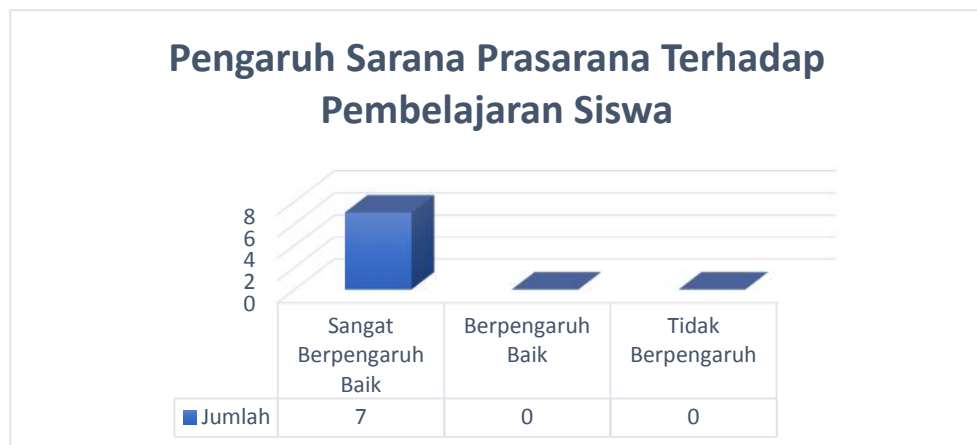 Pengaruh Sarana Prasarana Terhadap
Pembelajaran Siswa
8
6
4
2
0
Sangat Berpengaruh Baik
Berpengaruh Baik
Tidak Berpengaruh
Jumlah 7 0 0